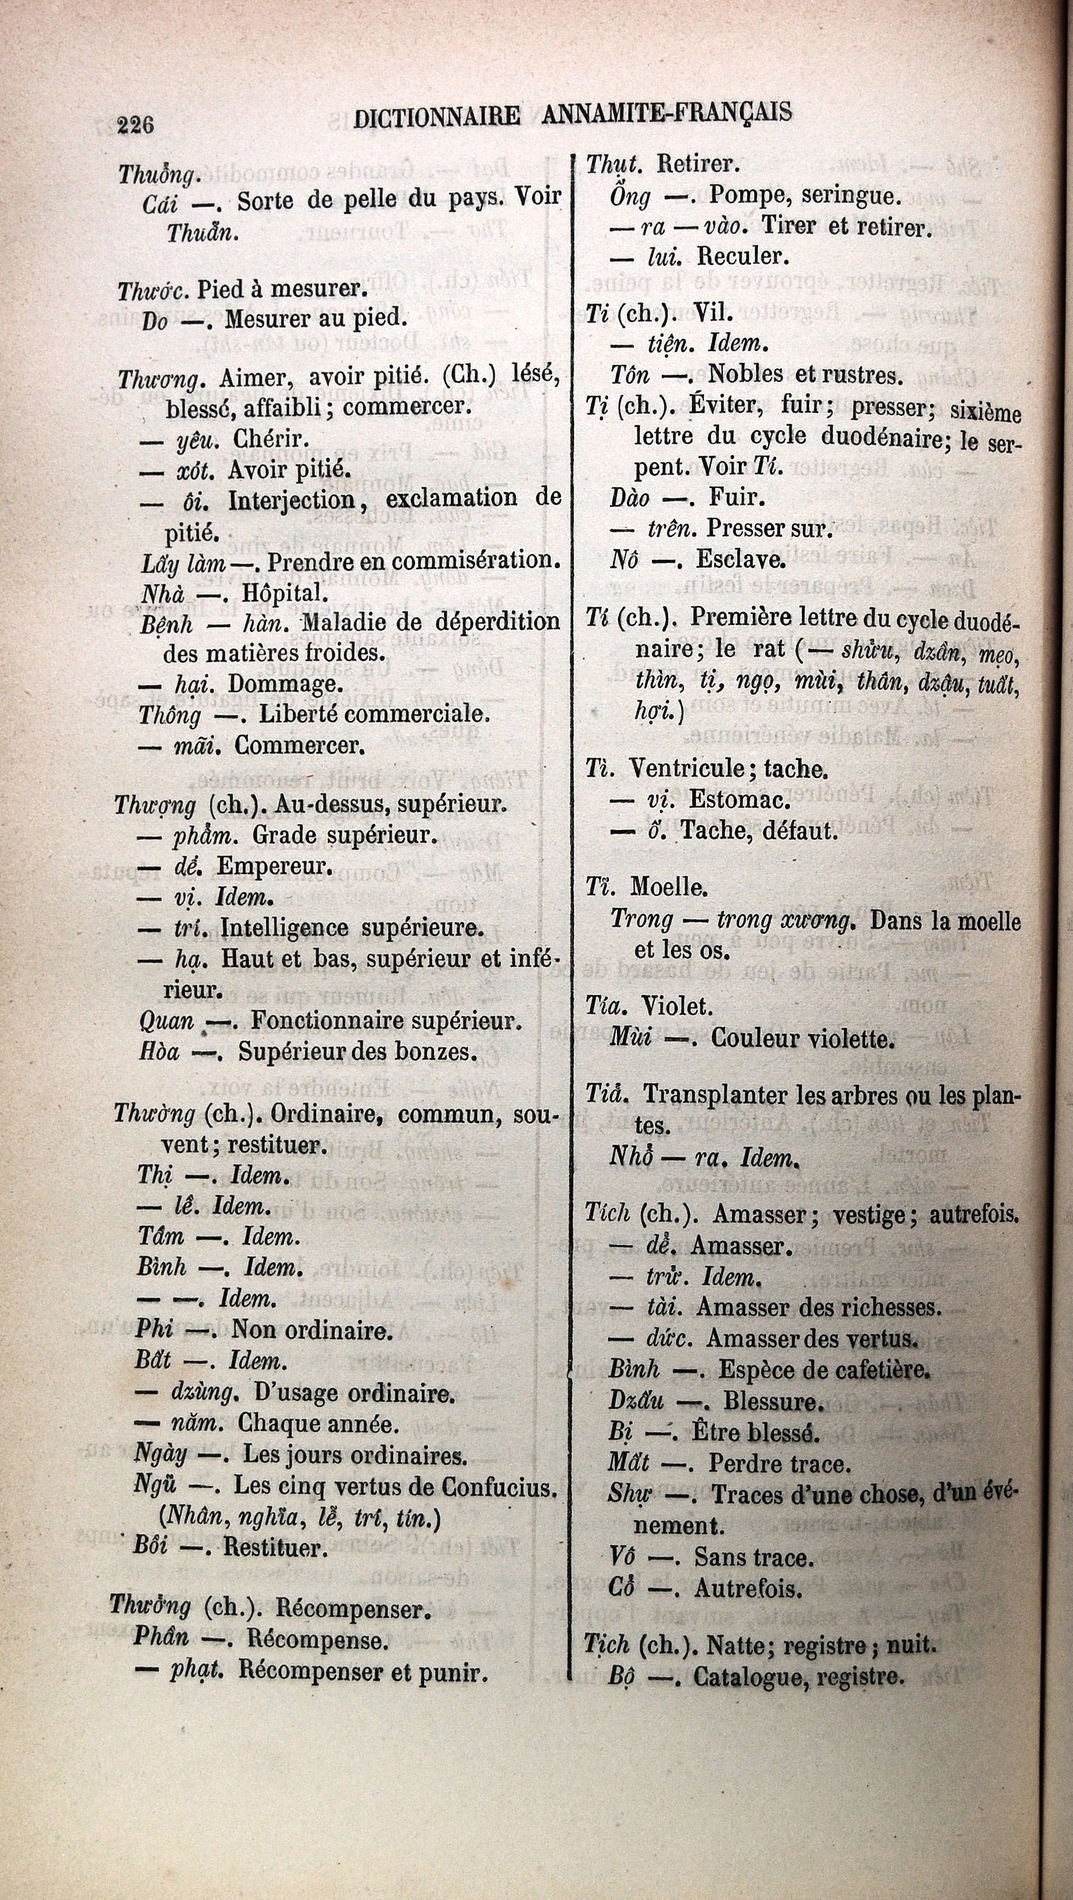 226
DICTIONNAIRE ANNAMITE-FRANÇAIS
Thuổng.
Cái —. Sorte de pelle du pays. Voir
Thuẫn.
Thước. Pied à mesurer.
Do —. Mesurer au pied.
Thương. Aimer, avoir pitié. (Ch.) lésé,
blessé, affaibli; commercer.
— yêu. Chérir.
— xót. Avoir pitié.
— ôi. Interjection, exclamation de
pitié.
Lấy làm —. Prendre en commisération.
Nhà —. Hôpital.
Bệnh — hàn. Maladie de déperdition
des matières froides.
— hại. Dommage.
Thông —. Liberté commerciale.
— mãi. Commercer.
Thượng (ch.). Au-dessus, supérieur.
— phẩm. Grade supérieur.
— dế. Empereur.
— vị. Idem.
— trí. Intelligence supérieure.
— hạ. Haut et bas, supérieur et infé-
rieur.
Quan —. Fonctionnaire supérieur.
Hòa —. Supérieur des bonzes.
Thường (ch.). Ordinaire, commun, sou-
vent; restituer.
Thị —. Idem.
— lê. Idem.
Tầm —. Idem.
Bình —. Idem.
— —. Idem.
Phi —. Non ordinaire.
Bất —. Idem.
— dzùng. D'usage ordinaire.
— năm. Chaque année.
Ngày —. Les jours ordinaires.
Ngũ —. Les cinq vertus de Confucius.
(Nhân, nghĩa, lễ, trí, tín.)
Bồi —. Restituer.
Thưởng (ch.). Récompenser.
Phần —. Récompense.
— phạt. Récompenser et punir.
Thụt. Retirer.
Ống —. Pompe, seringue.
— ra — vào. Tirer et retirer.
— lui. Reculer.
Ti (ch.). Vil.
— tiện. Idem.
Tôn —. Nobles et rustres.
Tị (ch.). Éviter, fuir; presser; sixième
lettre du cycle duodénaire; le ser-
pent. Voir Tí.
Dào —. Fuir.
— trên. Presser sur.
Nô —. Esclave.
Tí (ch.). Première lettre du cycle duodé-
naire; le rat (— shửu, dzần, mẹo,
thìn, tị, ngọ, mùi, thân, dzậu, tuất,
hợi.)
Tì. Ventricule; tache.
— vị. Estomac.
— ố. Tache, défaut.
Tĩ. Moelle.
Trong — trong xương. Dans la moelle
et les os.
Tía. Violet.
Mùi —. Couleur violette.
Tiả. Transplanter les arbres ou les plan-
tes.
Nhổ — ra. Idem.
Tích (ch.). Amasser; vestige; autrefois.
— dể. Amasser.
— trử. Idem.
— tài. Amasser des richesses.
— dức. Amasser des vertus.
Bình —. Espèce de cafetière.
Dzấu —. Blessure.
Bị —. Être blessé.
Mất —. Perdre trace.
Shự —. Traces d'une chose, d'un évé-
nement.
Vô —. Sans trace.
Cổ —. Autrefois.
Tịch (ch.). Natte; registre; nuit.
Bộ —. Catalogue, registre.